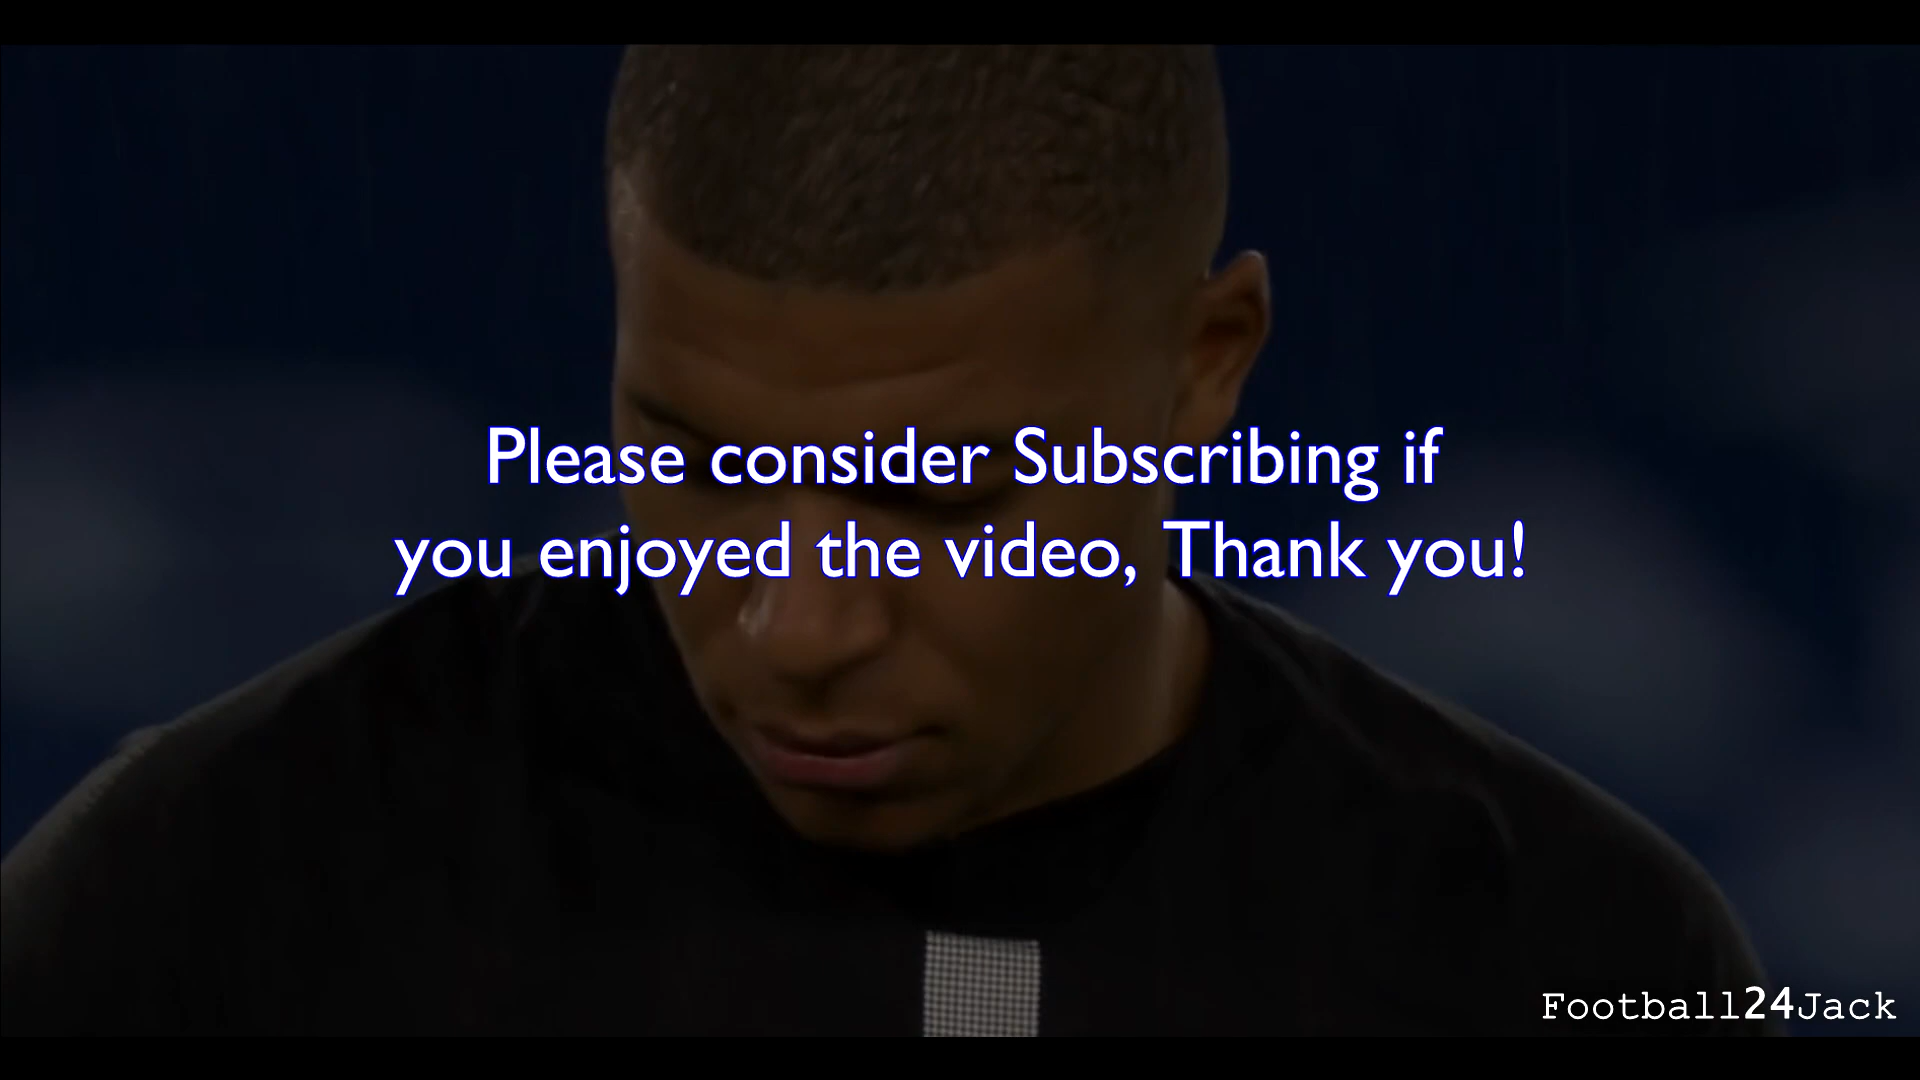 Please consider Subscribing if
you enjoyed the video, Thank you!
Football24Jack